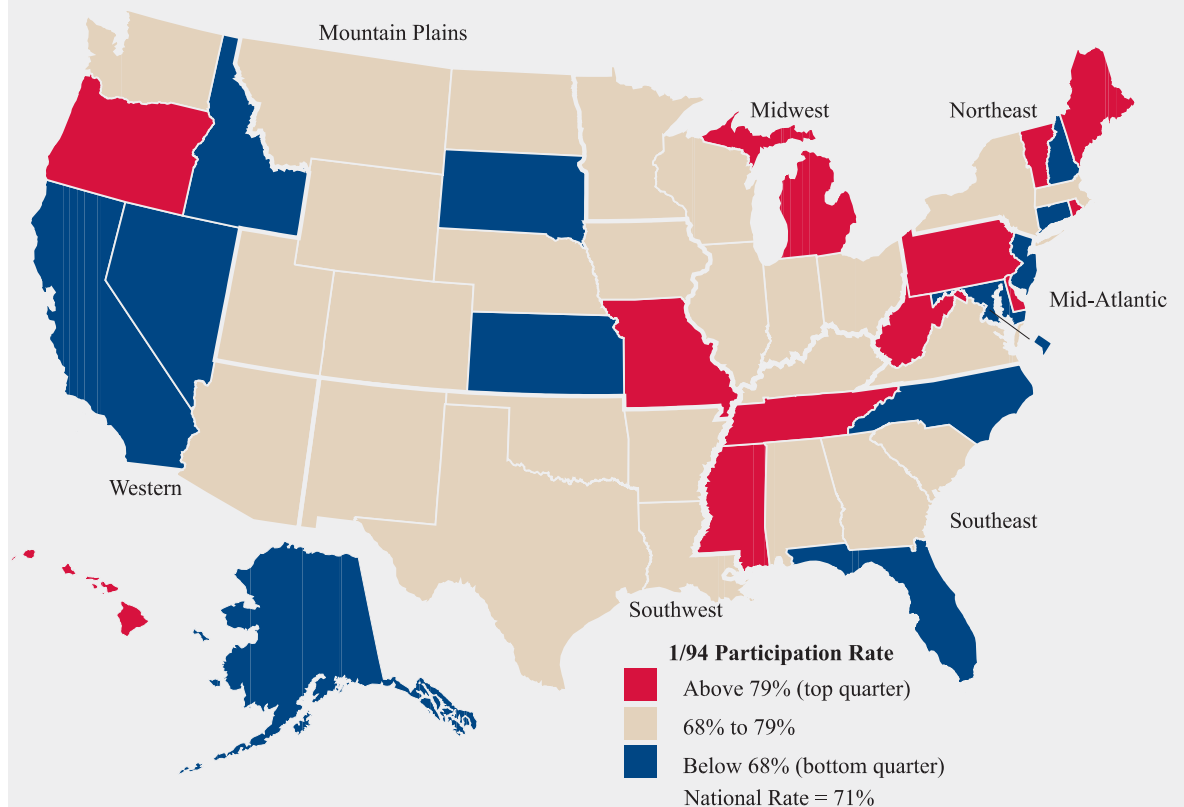 Mountain Plains
Midwest
Northeast
Mid-Atlantic
Western
Southeast
Southwest
1/94 Participation Rate
Above 79% (top quarter)
68% to 79%
Below 68% (bottom quarter)
National Rate = 71%